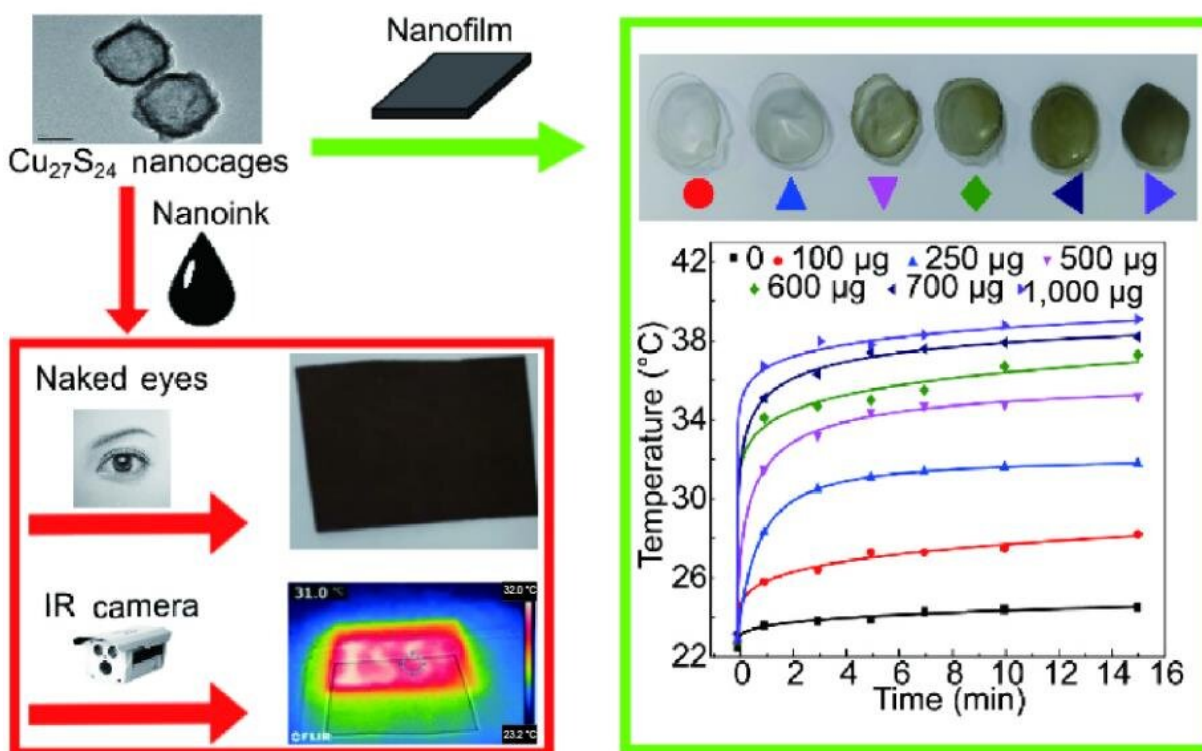 Nanofilm
Cu₂₇S₂₄ nanocages
Nanoink
Naked eyes
IR camera
31.0 °C
32.0 °C
23.2 °C
FLIR
0 100 µg 250 µg 500 µg
600 µg 700 µg 1,000 µg
Temperature (°C)
42
38
34
30
26
22
0 2 4 6 8 10 12 14 16
Time (min)